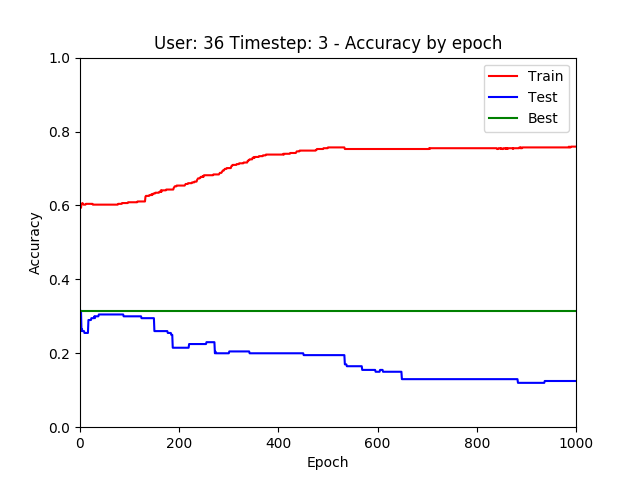 User: 36 Timestep: 3 - Accuracy by epoch
1.0
0.8
0.6
0.4
0.2
0.0
Accuracy
Train
Test
Best
0 200 400 600 800 1000
Epoch